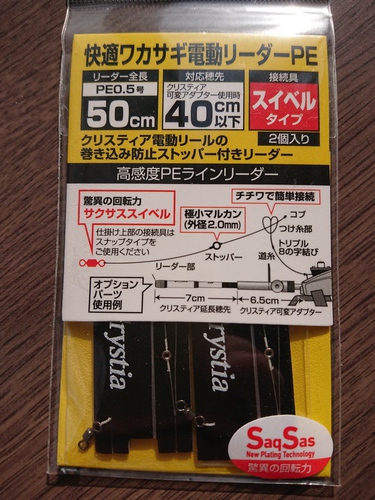 快適ワカサギ電動リーダーPE
リーダー全長
PE0.5号
50cm
対応穂先
クリスティア
可変アダプター使用時
40cm以下
接続具
スイベル
タイプ
2個入り
クリスティア電動リールの
巻き込み防止ストッパー付きリーダー
高感度PEラインリーダー
驚異の回転力
サクサススイベル
仕掛け部の接続具は
スナップタイプを
ご使用ください
チチワで簡単接続
極小マルカン
(外径2.0mm)
コブ
つけ糸部
トリプル
8の字結び
ストッパー
道糸
リーダー部
オプション
パーツ
使用例
7cm
6.5cm
クリスティア延長穂先
クリスティア可変アダプター
rystia
rystia
SaqSas
New Plating Technology
驚異の回転力